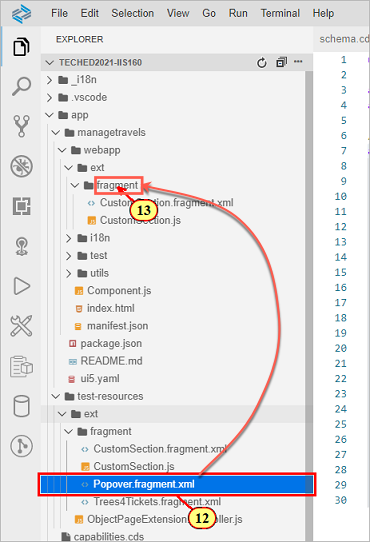 File Edit Selection View Go Run Terminal Help
EXPLORER
schema.cd
TECHED2021-IIS160
_i18n
.vscode
app
managetravels
webapp
ext
fragment
13
CustomSection.fragment.xml
CustomSection.js
i18n
test
utils
Component.js
index.html
manifest.json
package.json
README.md
ui5.yaml
test-resources
ext
fragment
CustomSection.fragment.xml
CustomSection.js
Popover.fragment.xml
Trees4Tickets.fragment.xml
12
ObjectPageExtension.controller.js
capabilities.cds
1
2
3
4
5
6
7
8
9
10
11
12
13
14
15
16
17
18
19
20
21
22
23
24
25
26
27
28
29
30